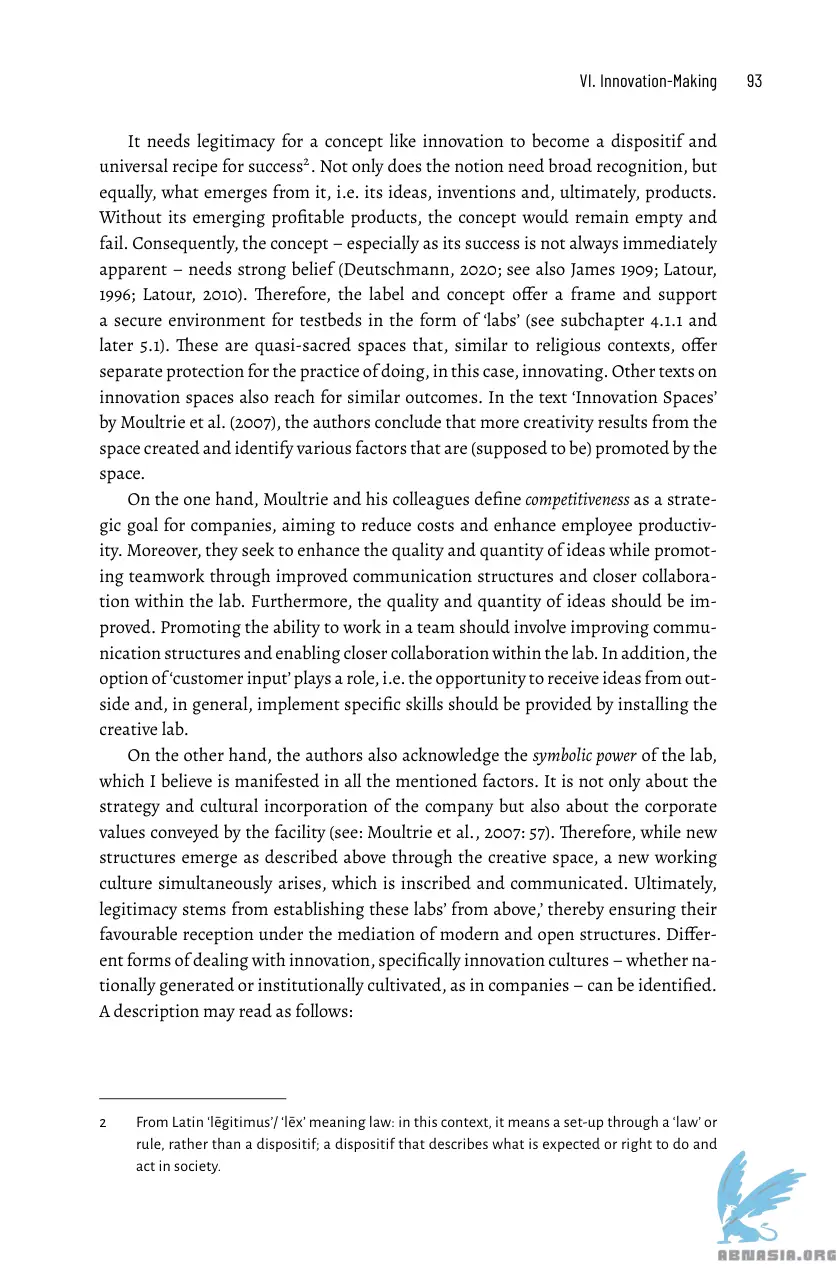 VI. Innovation-Making 93
It needs legitimacy for a concept like innovation to become a dispositif and
universal recipe for success². Not only does the notion need broad recognition, but
equally, what emerges from it, i.e. its ideas, inventions and, ultimately, products.
Without its emerging profitable products, the concept would remain empty and
fail. Consequently, the concept – especially as its success is not always immediately
apparent – needs strong belief (Deutschmann, 2020; see also James 1909; Latour,
1996; Latour, 2010). Therefore, the label and concept offer a frame and support
a secure environment for testbeds in the form of ‘labs’ (see subchapter 4.1.1 and
later 5.1). These are quasi-sacred spaces that, similar to religious contexts, offer
separate protection for the practice of doing, in this case, innovating. Other texts on
innovation spaces also reach for similar outcomes. In the text ‘Innovation Spaces’
by Moultrie et al. (2007), the authors conclude that more creativity results from the
space created and identify various factors that are (supposed to be) promoted by the
space.
On the one hand, Moultrie and his colleagues define competitiveness as a strate-
gic goal for companies, aiming to reduce costs and enhance employee productiv-
ity. Moreover, they seek to enhance the quality and quantity of ideas while promot-
ing teamwork through improved communication structures and closer collabora-
tion within the lab. Furthermore, the quality and quantity of ideas should be im-
proved. Promoting the ability to work in a team should involve improving commu-
nication structures and enabling closer collaboration within the lab. In addition, the
option of ‘customer input’ plays a role, i.e. the opportunity to receive ideas from out-
side and, in general, implement specific skills should be provided by installing the
creative lab.
On the other hand, the authors also acknowledge the symbolic power of the lab,
which I believe is manifested in all the mentioned factors. It is not only about the
strategy and cultural incorporation of the company but also about the corporate
values conveyed by the facility (see: Moultrie et al., 2007: 57). Therefore, while new
structures emerge as described above through the creative space, a new working
culture simultaneously arises, which is inscribed and communicated. Ultimately,
legitimacy stems from establishing these labs’ from above,’ thereby ensuring their
favourable reception under the mediation of modern and open structures. Differ-
ent forms of dealing with innovation, specifically innovation cultures – whether na-
tionally generated or institutionally cultivated, as in companies – can be identified.
A description may read as follows:
2 From Latin ‘lēgitimus’/ ‘lēx’ meaning law: in this context, it means a set-up through a ‘law’ or
rule, rather than a dispositif; a dispositif that describes what is expected or right to do and
act in society.
ABNASIA.ORG